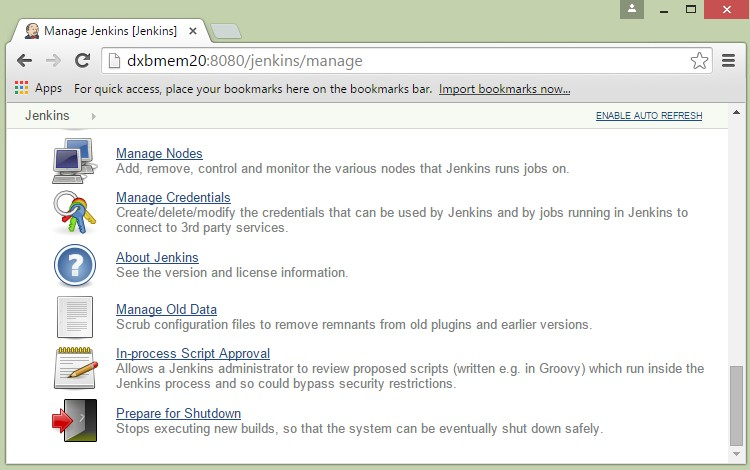 Manage Jenkins [Jenkins]
dxbmem20:8080/jenkins/manage
Apps For quick access, place your bookmarks here on the bookmarks bar. Import bookmarks now...
Jenkins ENABLE AUTO REFRESH
Manage Nodes
Add, remove, control and monitor the various nodes that Jenkins runs jobs on.
Manage Credentials
Create/delete/modify the credentials that can be used by Jenkins and by jobs running in Jenkins to
connect to 3rd party services.
About Jenkins
See the version and license information.
Manage Old Data
Scrub configuration files to remove remnants from old plugins and earlier versions.
In-process Script Approval
Allows a Jenkins administrator to review proposed scripts (written e.g. in Groovy) which run inside the
Jenkins process and so could bypass security restrictions.
Prepare for Shutdown
Stops executing new builds, so that the system can be eventually shut down safely.